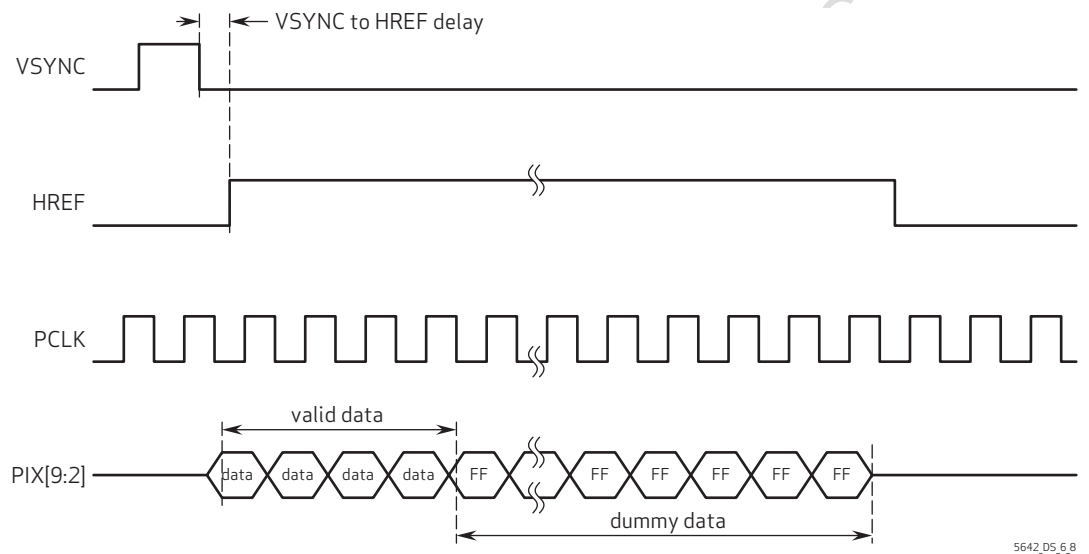 VSYNC to HREF delay
VSYNC
HREF
PCLK
valid data
PIX[9:2] data data data data FF FF FF FF FF FF
dummy data
5642_DS_6_8